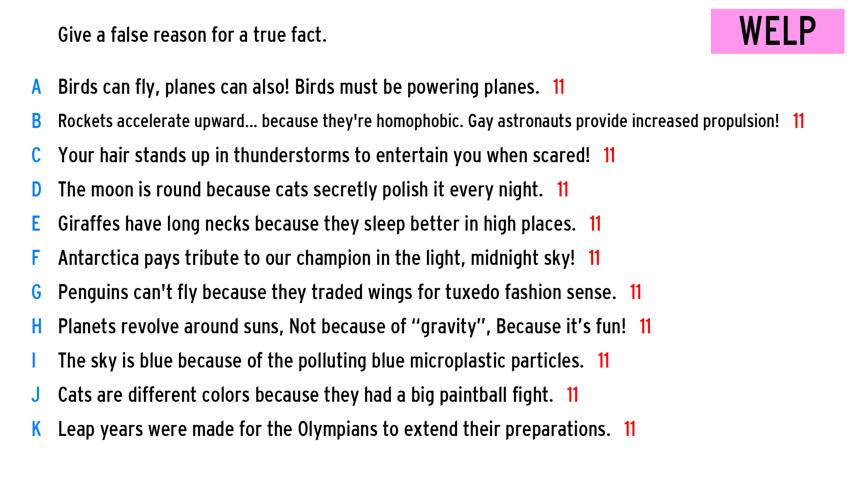 Give a false reason for a true fact.
WELP
A Birds can fly, planes can also! Birds must be powering planes. 11
B Rockets accelerate upward... because they're homophobic. Gay astronauts provide increased propulsion! 11
C Your hair stands up in thunderstorms to entertain you when scared! 11
D The moon is round because cats secretly polish it every night. 11
E Giraffes have long necks because they sleep better in high places. 11
F Antarctica pays tribute to our champion in the light, midnight sky! 11
G Penguins can't fly because they traded wings for tuxedo fashion sense. 11
H Planets revolve around suns, Not because of “gravity”, Because it’s fun! 11
I The sky is blue because of the polluting blue microplastic particles. 11
J Cats are different colors because they had a big paintball fight. 11
K Leap years were made for the Olympians to extend their preparations. 11